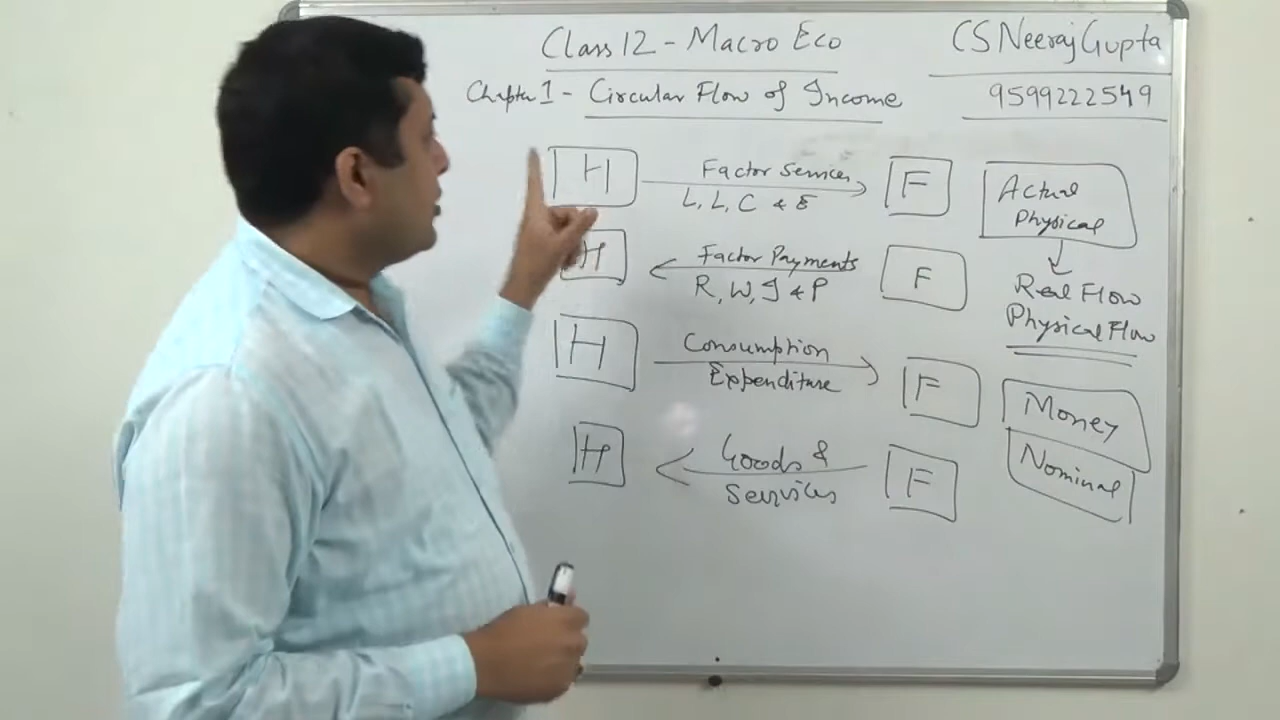 Class 12 - Macro Eco
CS Neeraj Gupta
Chapter 1 - Circular Flow of Income
9599222549
H Factor Services F
L, L, C & E
Actual
Physical
H Factor Payments F
R, W, I & P
Real Flow
Physical Flow
H Consumption F
Expenditure
Money
Nominal
H Goods & F
Services